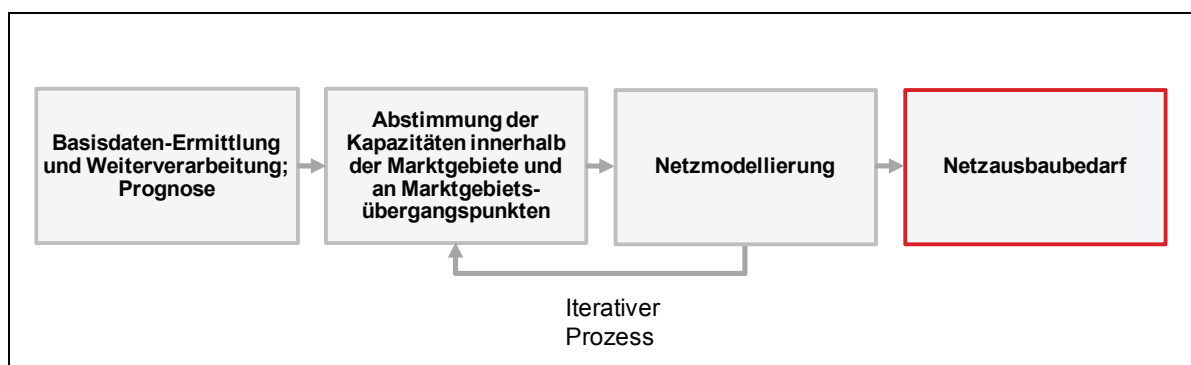 Basisdaten-Ermittlung
und Weiterverarbeitung;
Prognose
Abstimmung der
Kapazitäten innerhalb
der Marktgebiete und
an Marktgebiets-
übergangspunkten
Netzmodellierung
Netzausbaubedarf
Iterativer
Prozess